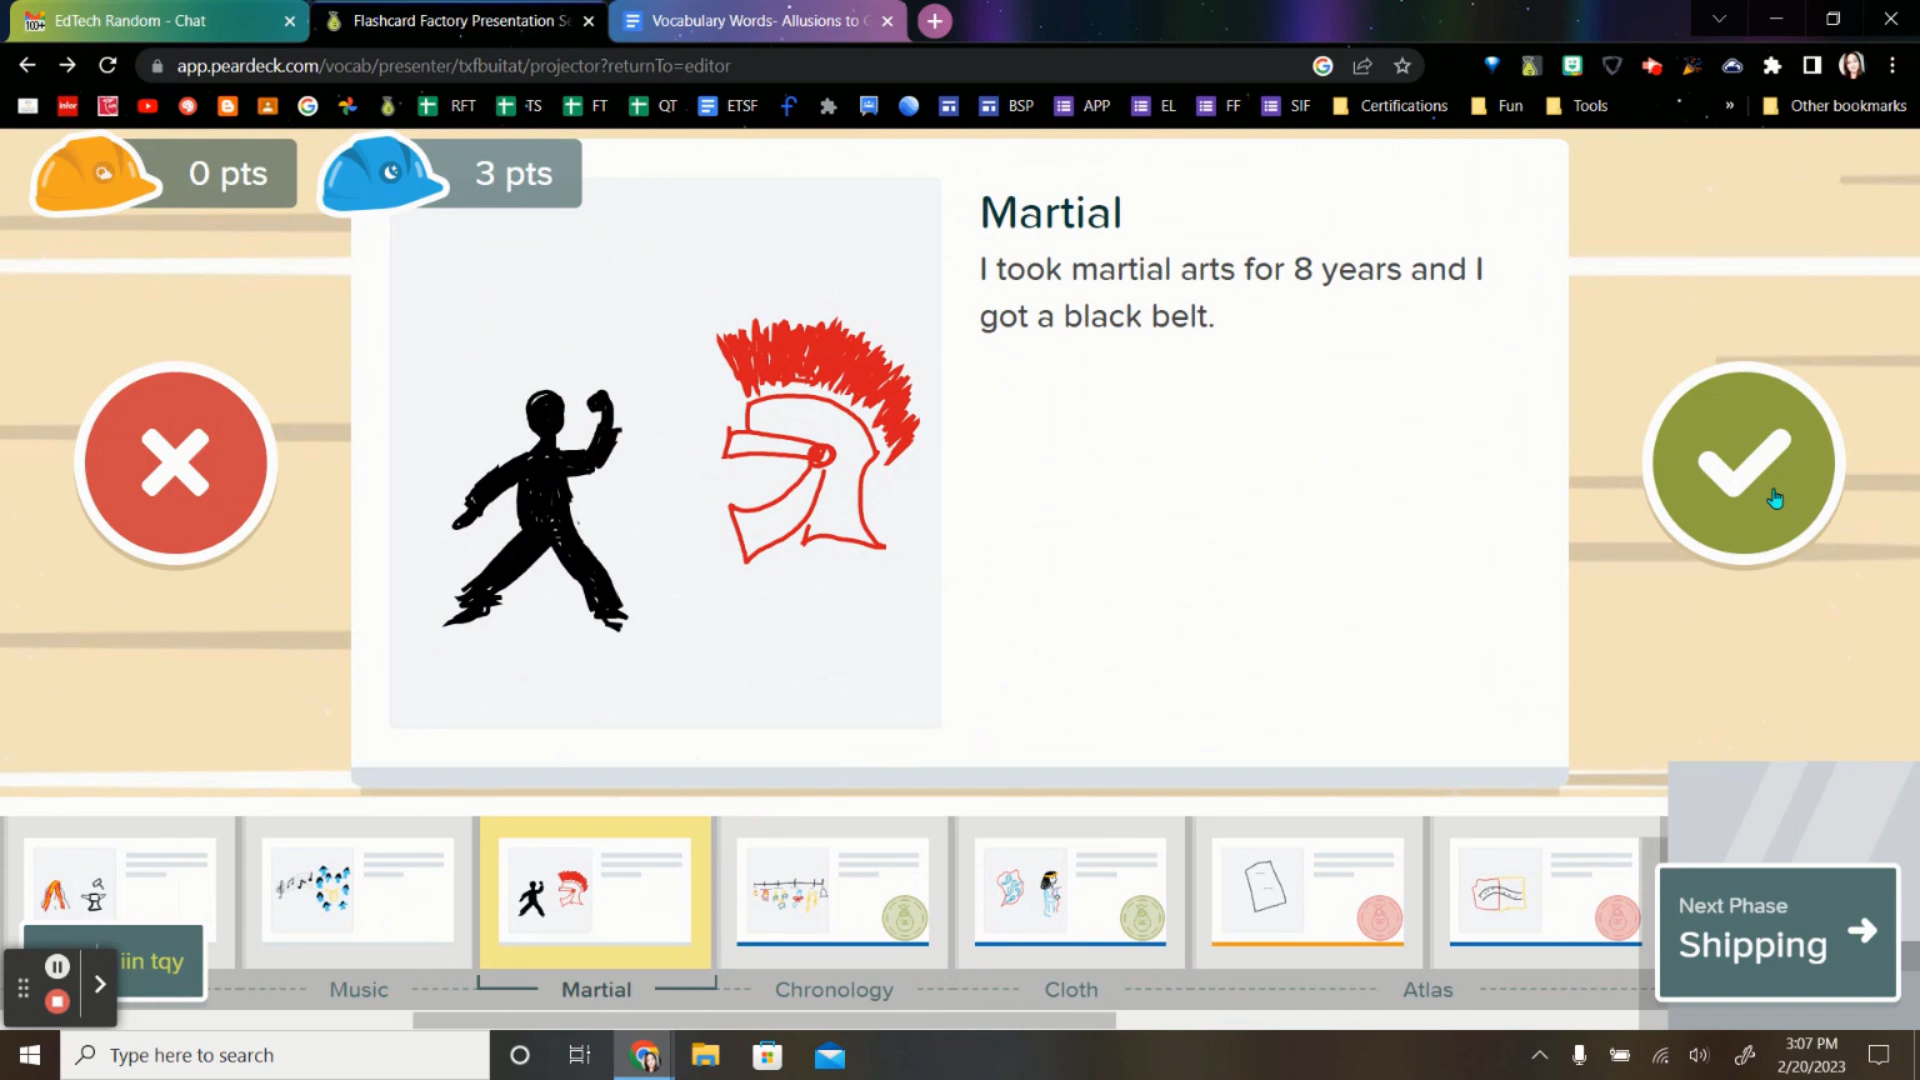 EdTech Random - Chat
Flashcard Factory Presentation Se
Vocabulary Words- Allusions to G
app.peardeck.com/vocab/presenter/txfbuitat/projector?returnTo=editor
infor
RFT
TS
FT
QT
ETSF
BSP
APP
EL
FF
SIF
Certifications
Fun
Tools
»
Other bookmarks
0 pts
3 pts
Martial
I took martial arts for 8 years and I
got a black belt.
iin tqy
Music
Martial
Chronology
Cloth
Atlas
Next Phase
Shipping
Type here to search
3:07 PM
2/20/2023